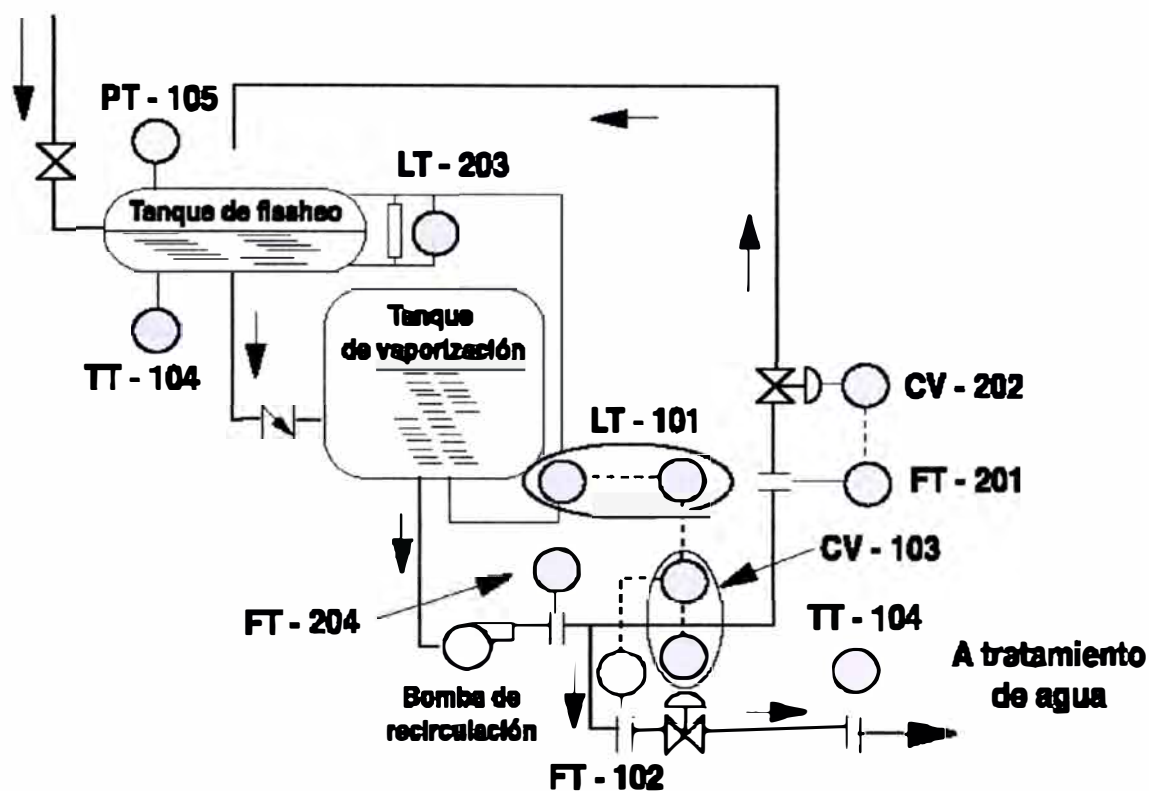 PT - 105
LT - 203
Tanque de flasheo
Tanque
de vaporización
TT - 104
CV - 202
LT - 101
FT - 201
CV - 103
FT - 204
TT - 104
A tratamiento
de agua
Bomba de
recirculación
FT - 102